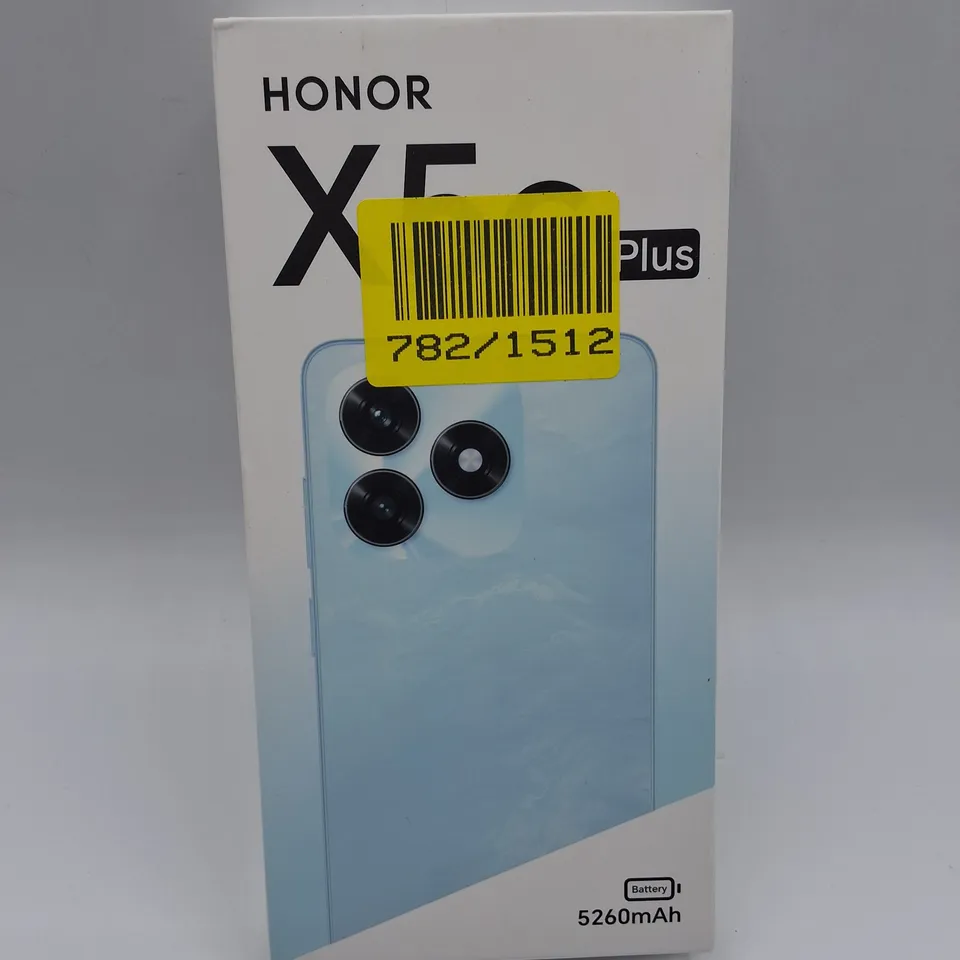 HONOR
Plus
782/1512
Battery
5260mAh